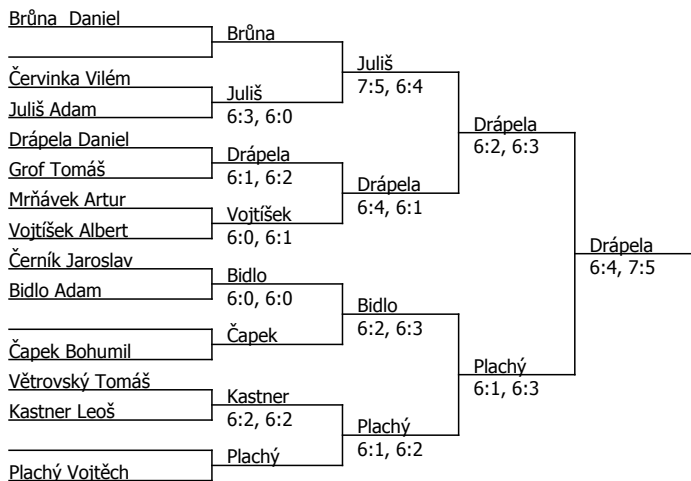 Brůna Daniel
Brůna
Juliš
7:5, 6:4
Červinka Vilém
Juliš
6:3, 6:0
Juliš Adam
Drápela
6:2, 6:3
Drápela Daniel
Drápela
6:1, 6:2
Grof Tomáš
Drápela
6:4, 6:1
Mrňávek Artur
Vojtíšek
6:0, 6:1
Vojtíšek Albert
Drápela
6:4, 7:5
Černík Jaroslav
Bidlo
6:0, 6:0
Bidlo Adam
Bidlo
6:2, 6:3
Čapek
Čapek Bohumil
Plachý
6:1, 6:3
Větrovský Tomáš
Kastner
6:2, 6:2
Kastner Leoš
Plachý
6:1, 6:2
Plachý
Plachý Vojtěch